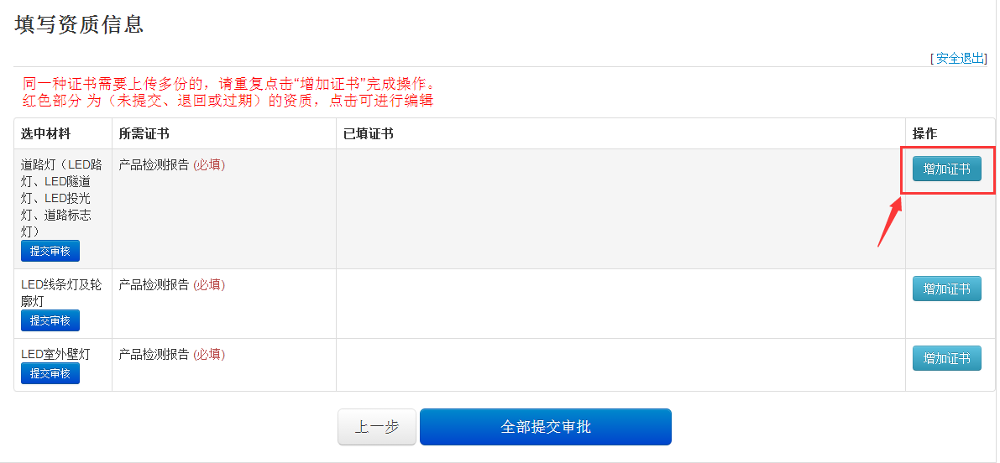 填写资质信息
[ 安全退出]
同一种证书需要上传多份的，请重复点击“增加证书”完成操作。
红色部分 为（未提交、退回或过期）的资质，点击可进行编辑
选中材料 所需证书 已填证书 操作
道路灯（LED路 产品检测报告 (必填) 增加证书
灯、LED隧道
灯、LED投光
灯、道路标志
灯）
提交审核
LED线条灯及轮 产品检测报告 (必填) 增加证书
廓灯
提交审核
LED室外壁灯 产品检测报告 (必填) 增加证书
提交审核
上一步 全部提交审批